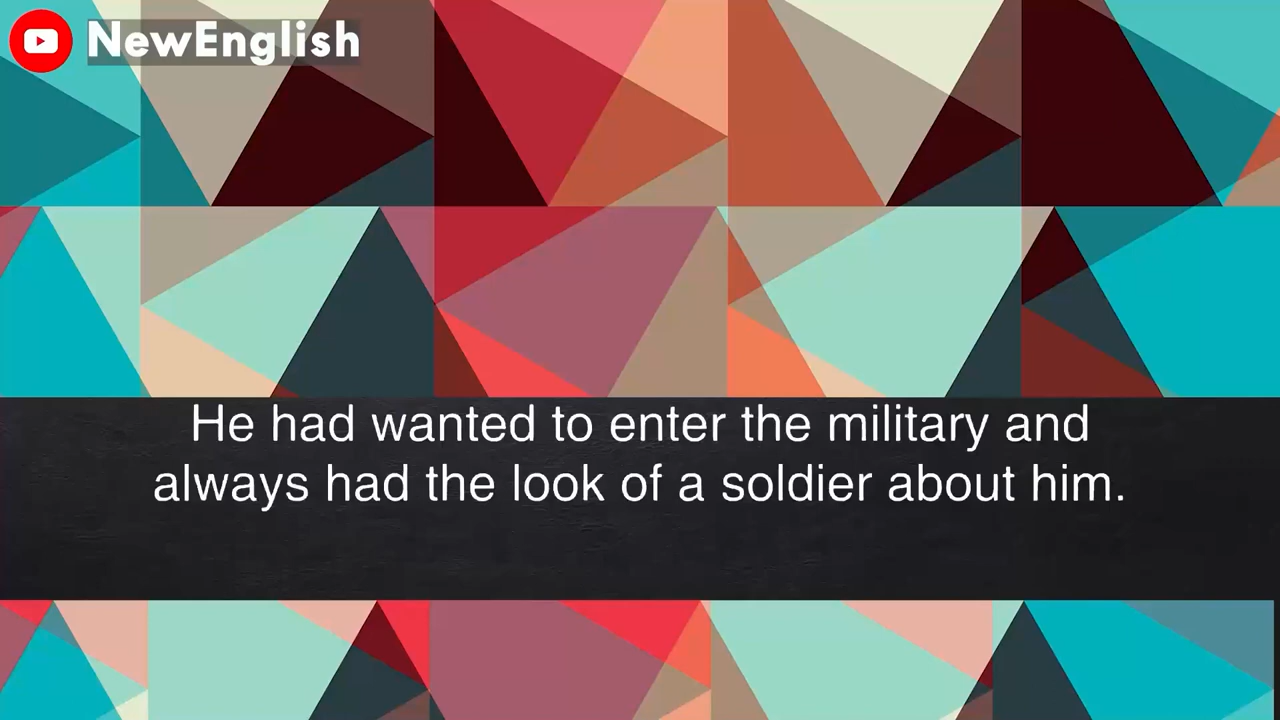 NewEnglish
He had wanted to enter the military and
always had the look of a soldier about him.